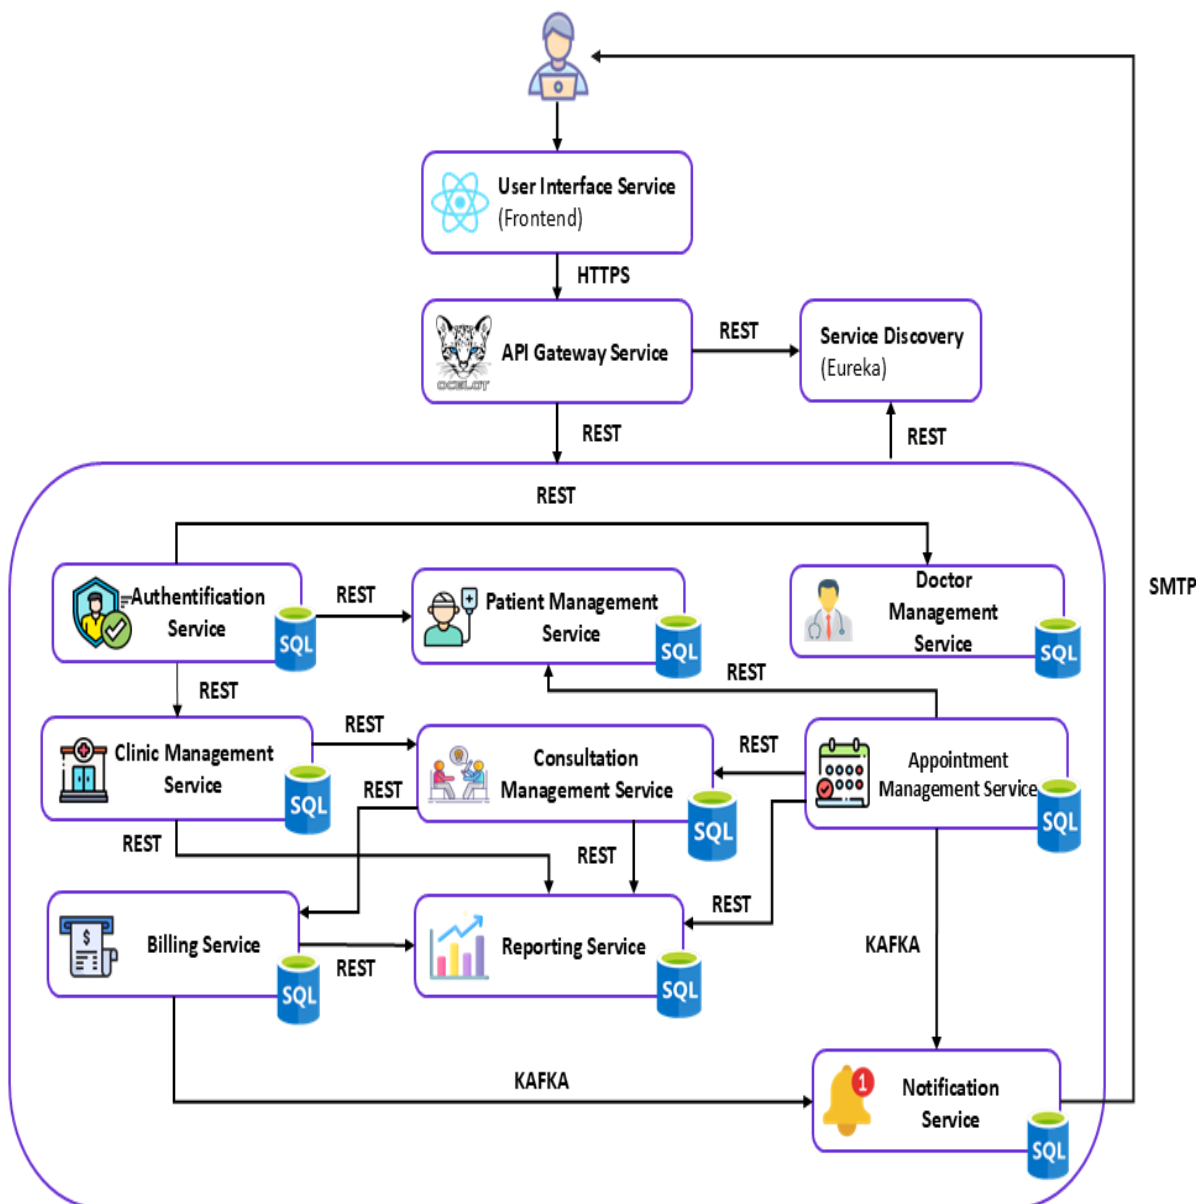 User Interface Service
(Frontend)
HTTPS
OCELOT
API Gateway Service
REST
Service Discovery
(Eureka)
REST
REST
REST
SMTP
Authentification
Service
SQL
REST
Patient Management
Service
SQL
Doctor
Management
Service
SQL
REST
REST
Clinic Management
Service
SQL
REST
Consultation
Management Service
SQL
REST
Appointment
Management Service
SQL
REST
REST
REST
REST
KAFKA
Billing Service
SQL
REST
Reporting Service
SQL
KAFKA
1
Notification
Service
SQL